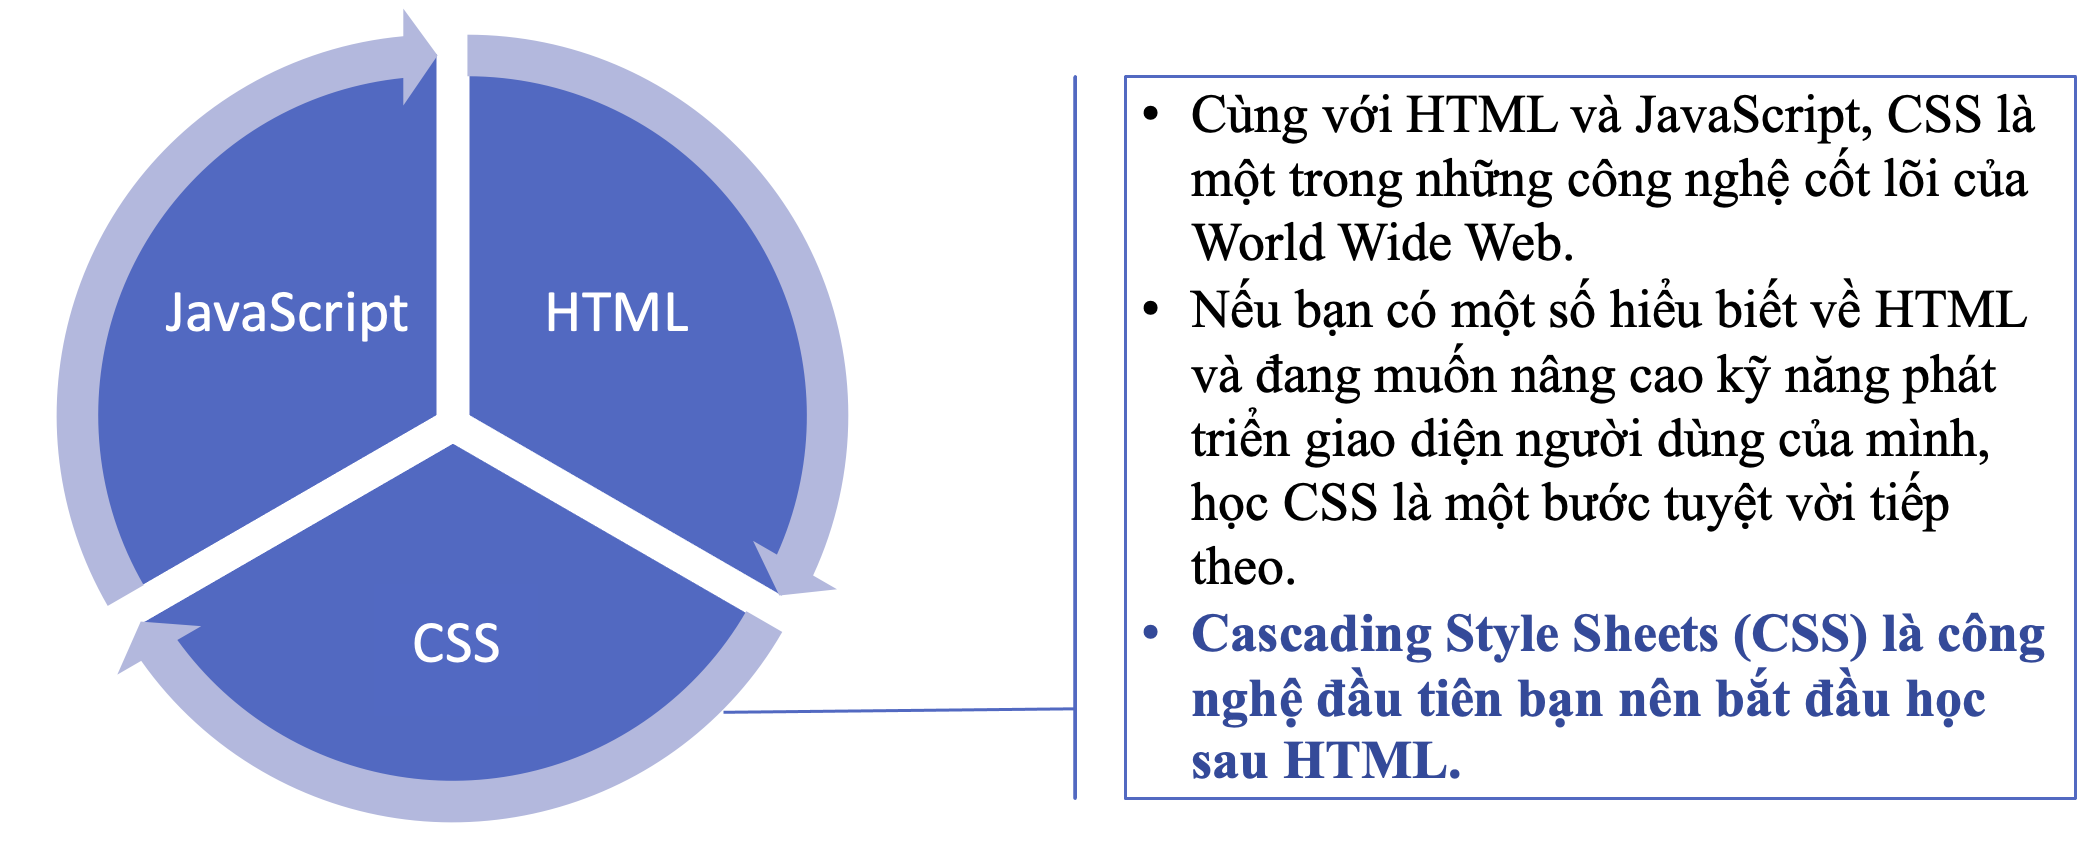 JavaScript
HTML
CSS
• Cùng với HTML và JavaScript, CSS là
một trong những công nghệ cốt lõi của
World Wide Web.
• Nếu bạn có một số hiểu biết về HTML
và đang muốn nâng cao kỹ năng phát
triển giao diện người dùng của mình,
học CSS là một bước tuyệt vời tiếp
theo.
• Cascading Style Sheets (CSS) là công
nghệ đầu tiên bạn nên bắt đầu học
sau HTML.